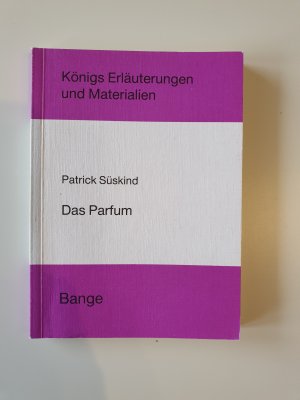 Königs Erläuterungen
und Materialien
Patrick Süskind
Das Parfum
Bange